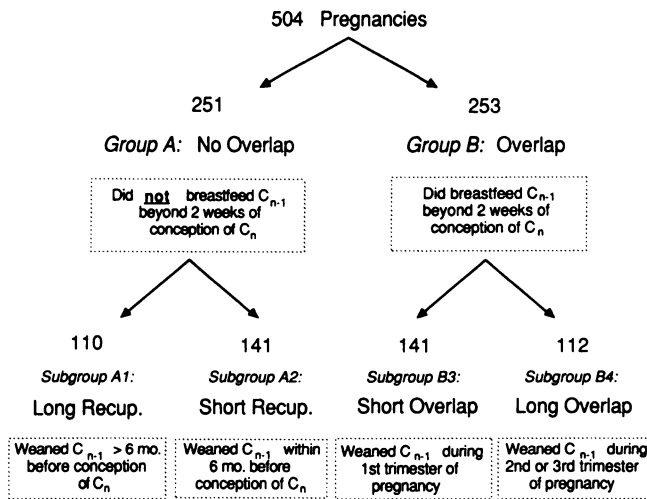 504 Pregnancies
251
Group A: No Overlap
Did not breastfeed Cn-1
beyond 2 weeks of
conception of Cn
253
Group B: Overlap
Did breastfeed Cn-1
beyond 2 weeks of
conception of Cn
110
Subgroup A1:
Long Recup.
Weaned Cn-1 > 6 mo.
before conception
of Cn
141
Subgroup A2:
Short Recup.
Weaned Cn-1 within
6 mo. before
conception of Cn
141
Subgroup B3:
Short Overlap
Weaned Cn-1 during
1st trimester of
pregnancy
112
Subgroup B4:
Long Overlap
Weaned Cn-1 during
2nd or 3rd trimester
of pregnancy